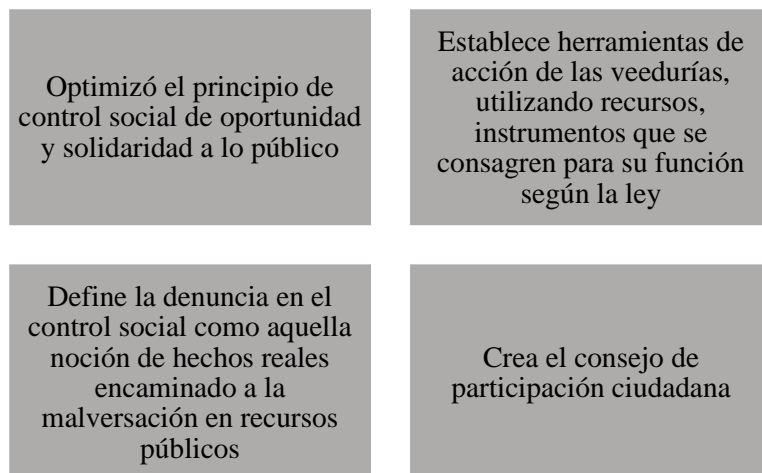 Optimizó el principio de
control social de oportunidad
y solidaridad a lo público
Establece herramientas de
acción de las veedurías,
utilizando recursos,
instrumentos que se
consagren para su función
según la ley
Define la denuncia en el
control social como aquella
noción de hechos reales
encaminado a la
malversación en recursos
públicos
Crea el consejo de
participación ciudadana